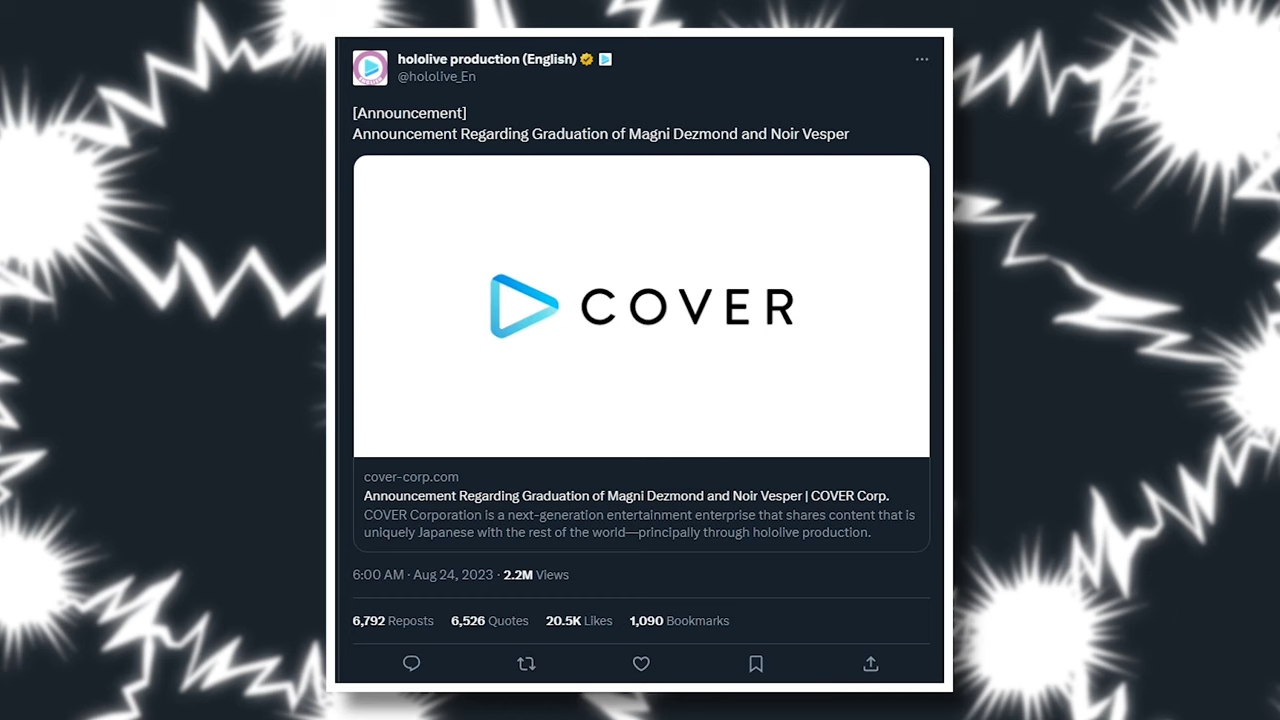 hololive production (English)
@hololive_En
[Announcement]
Announcement Regarding Graduation of Magni Dezmond and Noir Vesper
COVER
cover-corp.com
Announcement Regarding Graduation of Magni Dezmond and Noir Vesper | COVER Corp.
COVER Corporation is a next-generation entertainment enterprise that shares content that is
uniquely Japanese with the rest of the world—principally through hololive production.
6:00 AM · Aug 24, 2023 · 2.2M Views
6,792 Reposts 6,526 Quotes 20.5K Likes 1,090 Bookmarks